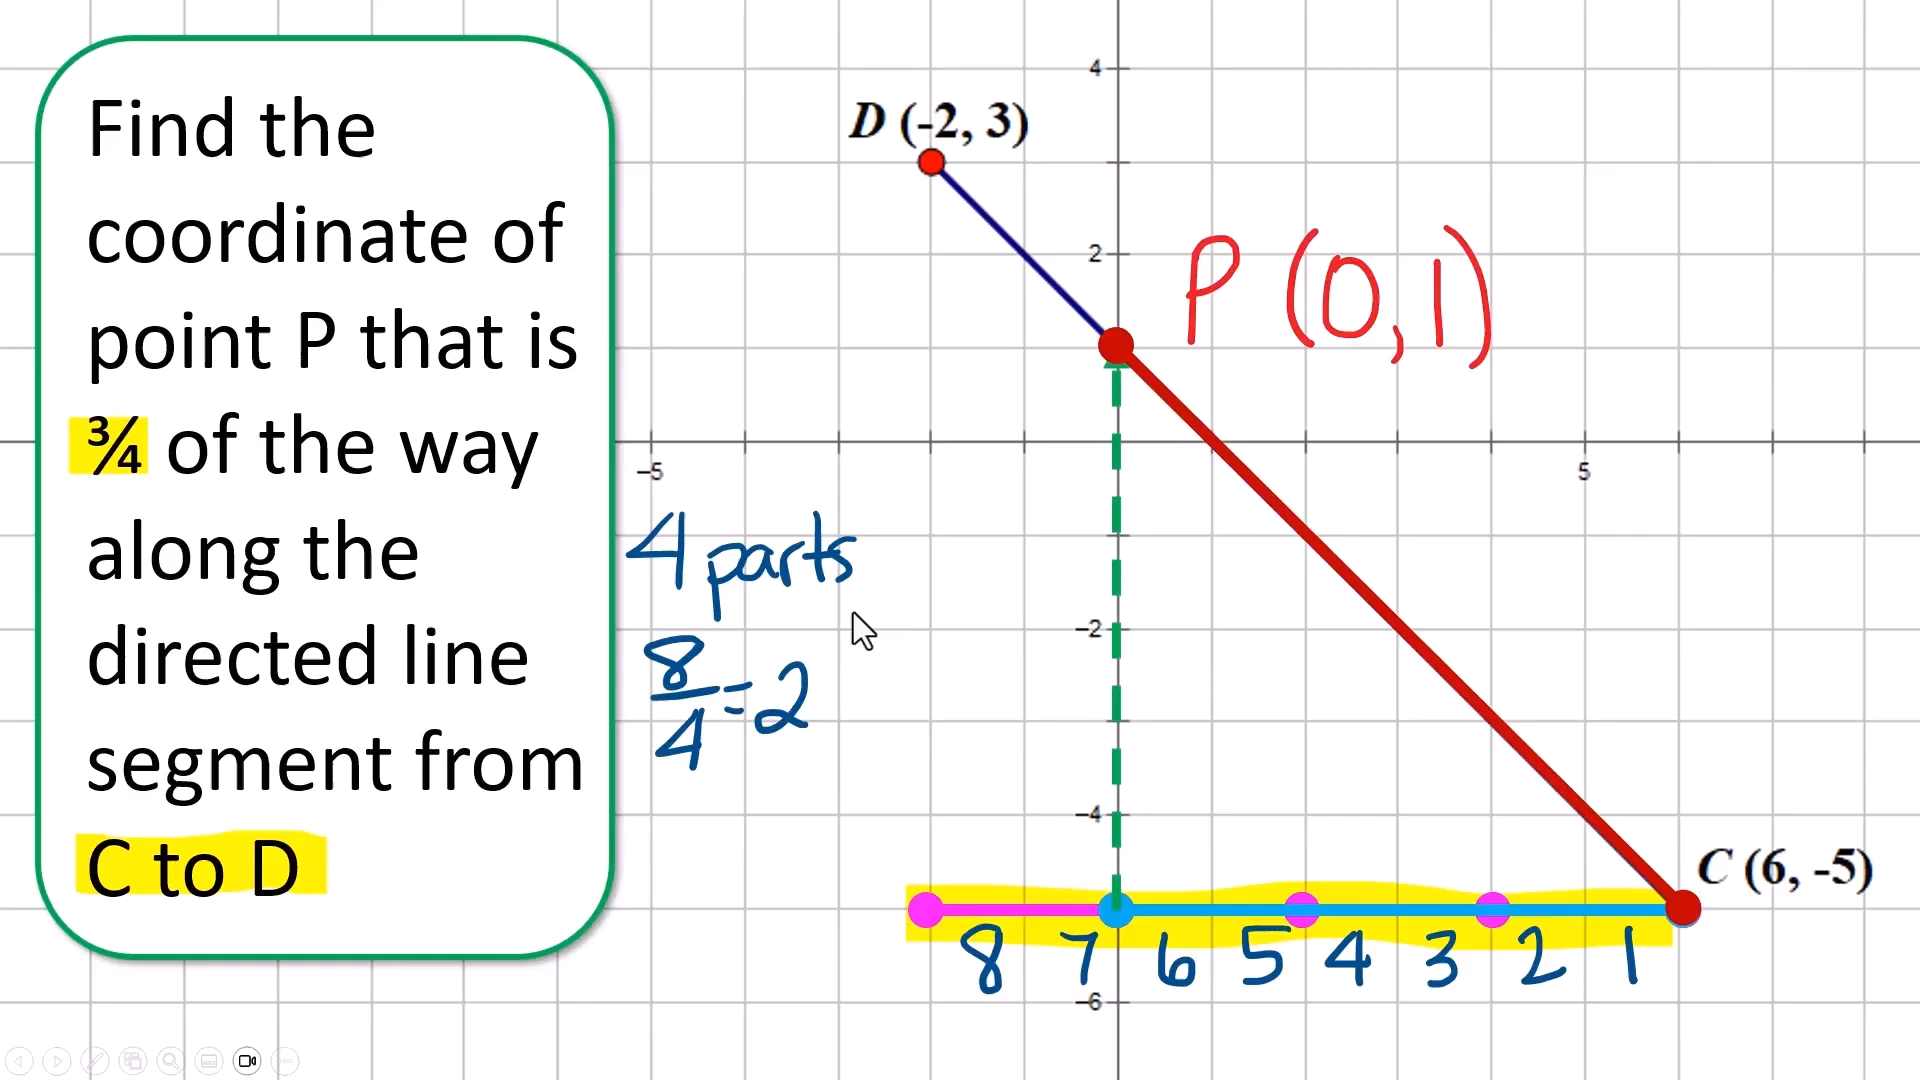 Find the
coordinate of
point P that is
¾ of the way
along the
directed line
segment from
C to D
4
D (-2, 3)
2
P (0,1)
−5
5
4 parts
−2
8/4=2
−4
C (6, -5)
8 7 6 5 4 3 2 1
−6